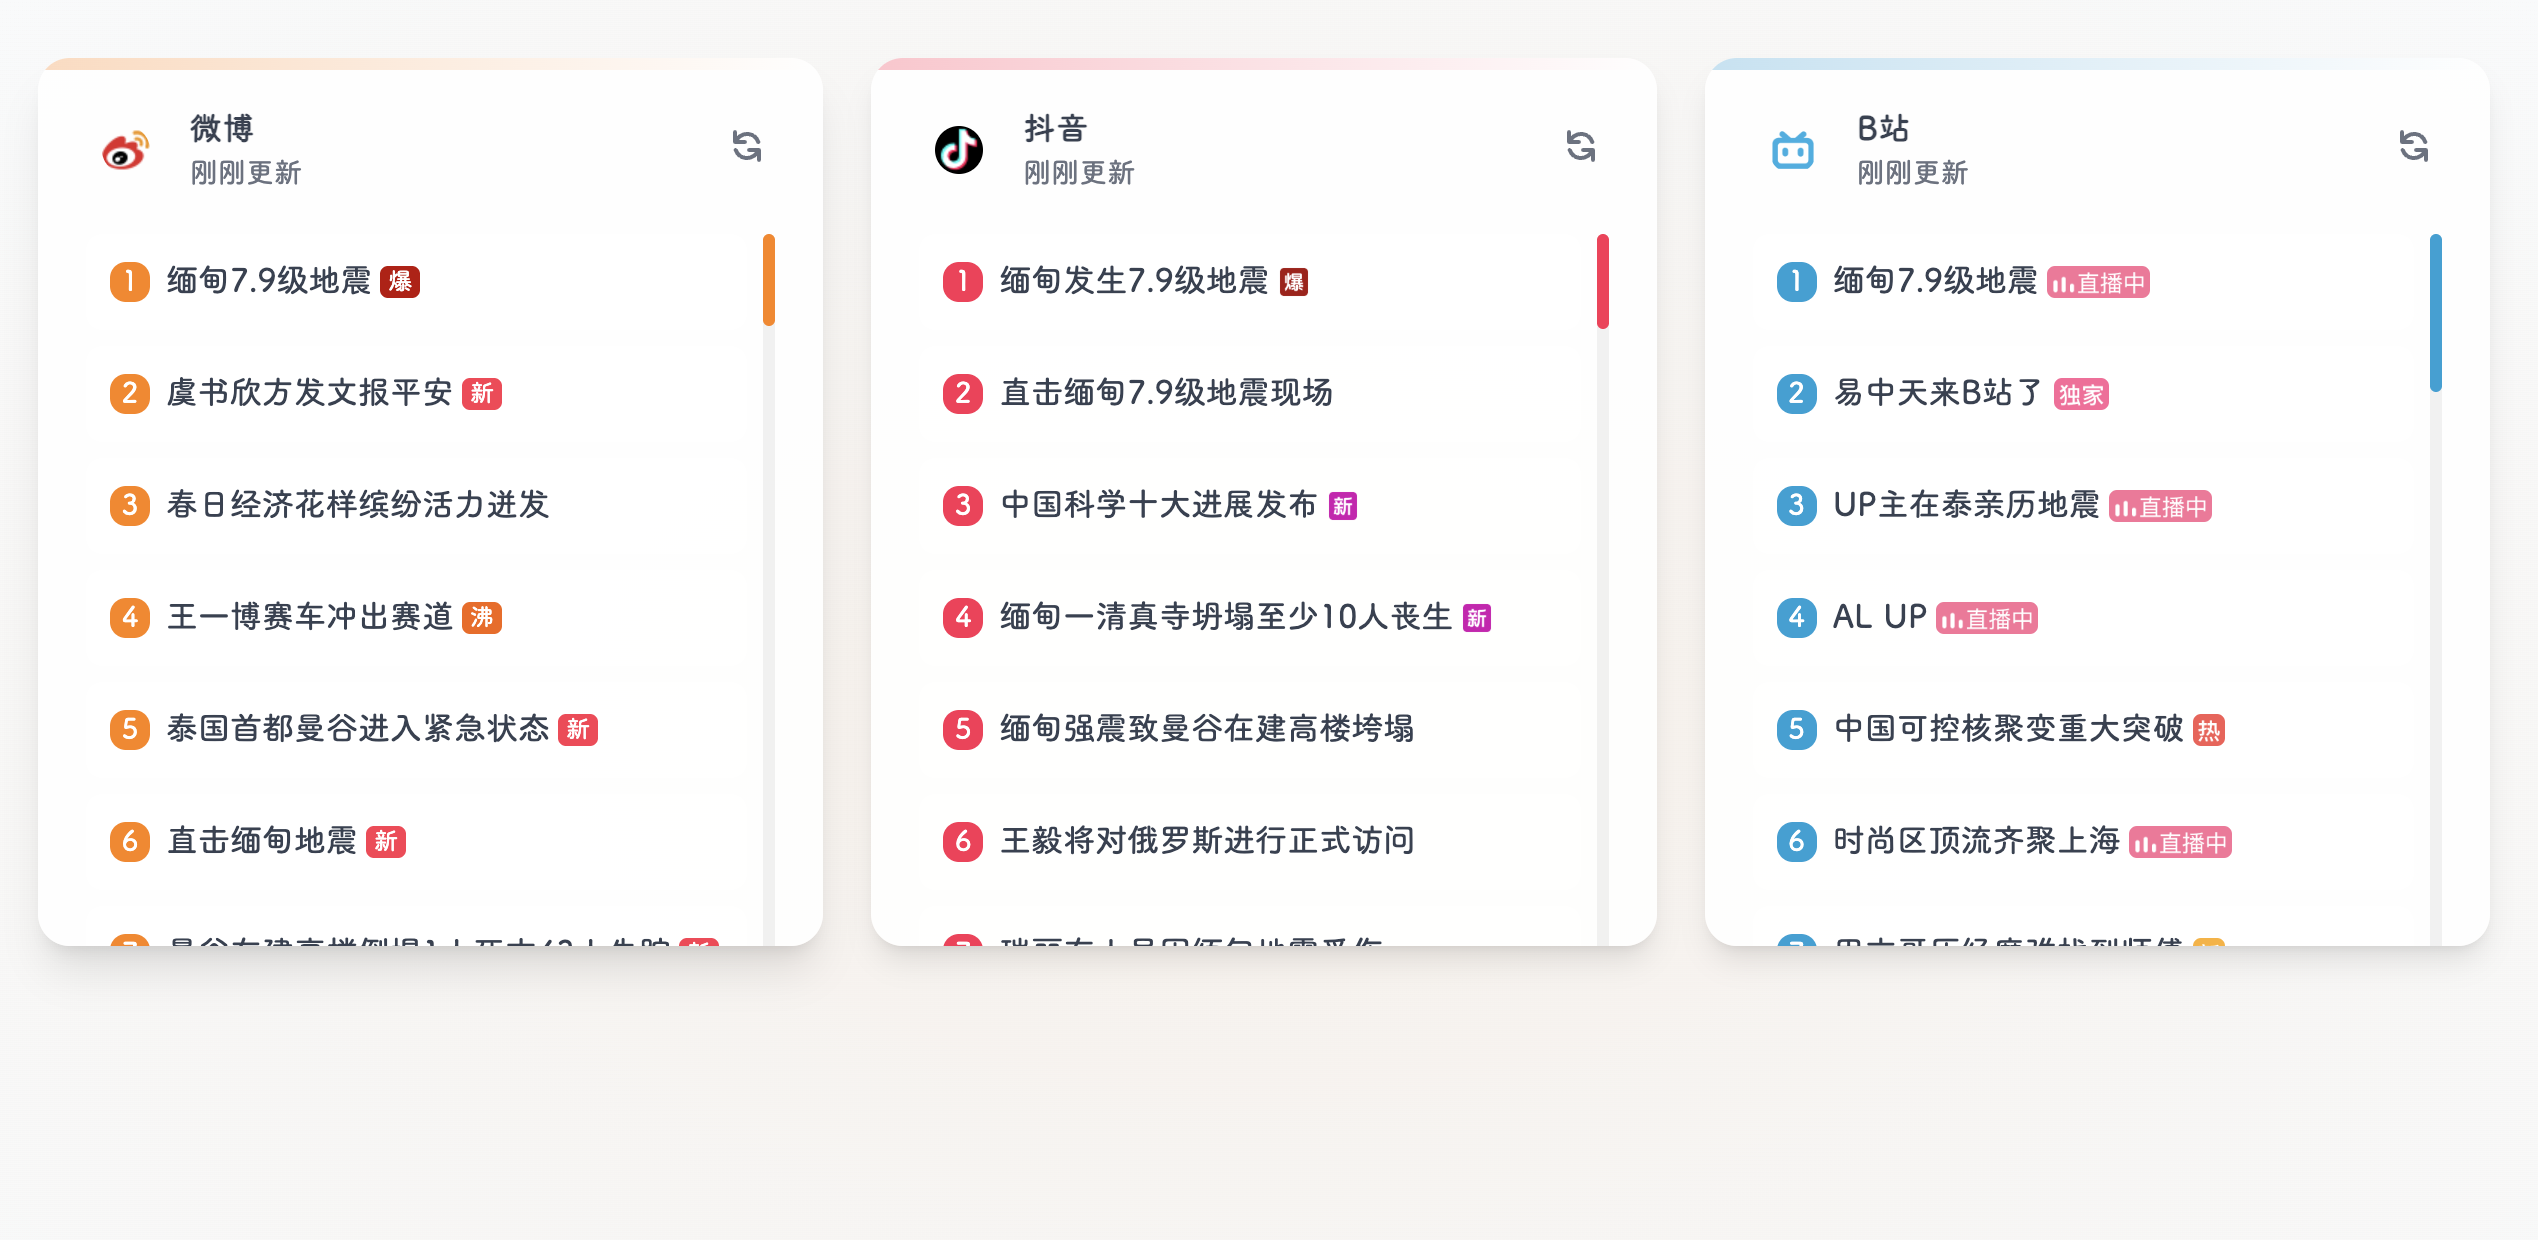 微博
刚刚更新
1 缅甸7.9级地震 爆
2 虞书欣方发文报平安 新
3 春日经济花样缤纷活力迸发
4 王一博赛车冲出赛道 沸
5 泰国首都曼谷进入紧急状态 新
6 直击缅甸地震 新
抖音
刚刚更新
1 缅甸发生7.9级地震 爆
2 直击缅甸7.9级地震现场
3 中国科学十大进展发布 新
4 缅甸一清真寺坍塌至少10人丧生 新
5 缅甸强震致曼谷在建高楼垮塌
6 王毅将对俄罗斯进行正式访问
B站
刚刚更新
1 缅甸7.9级地震 直播中
2 易中天来B站了 独家
3 UP主在泰亲历地震 直播中
4 AL UP 直播中
5 中国可控核聚变重大突破 热
6 时尚区顶流齐聚上海 直播中